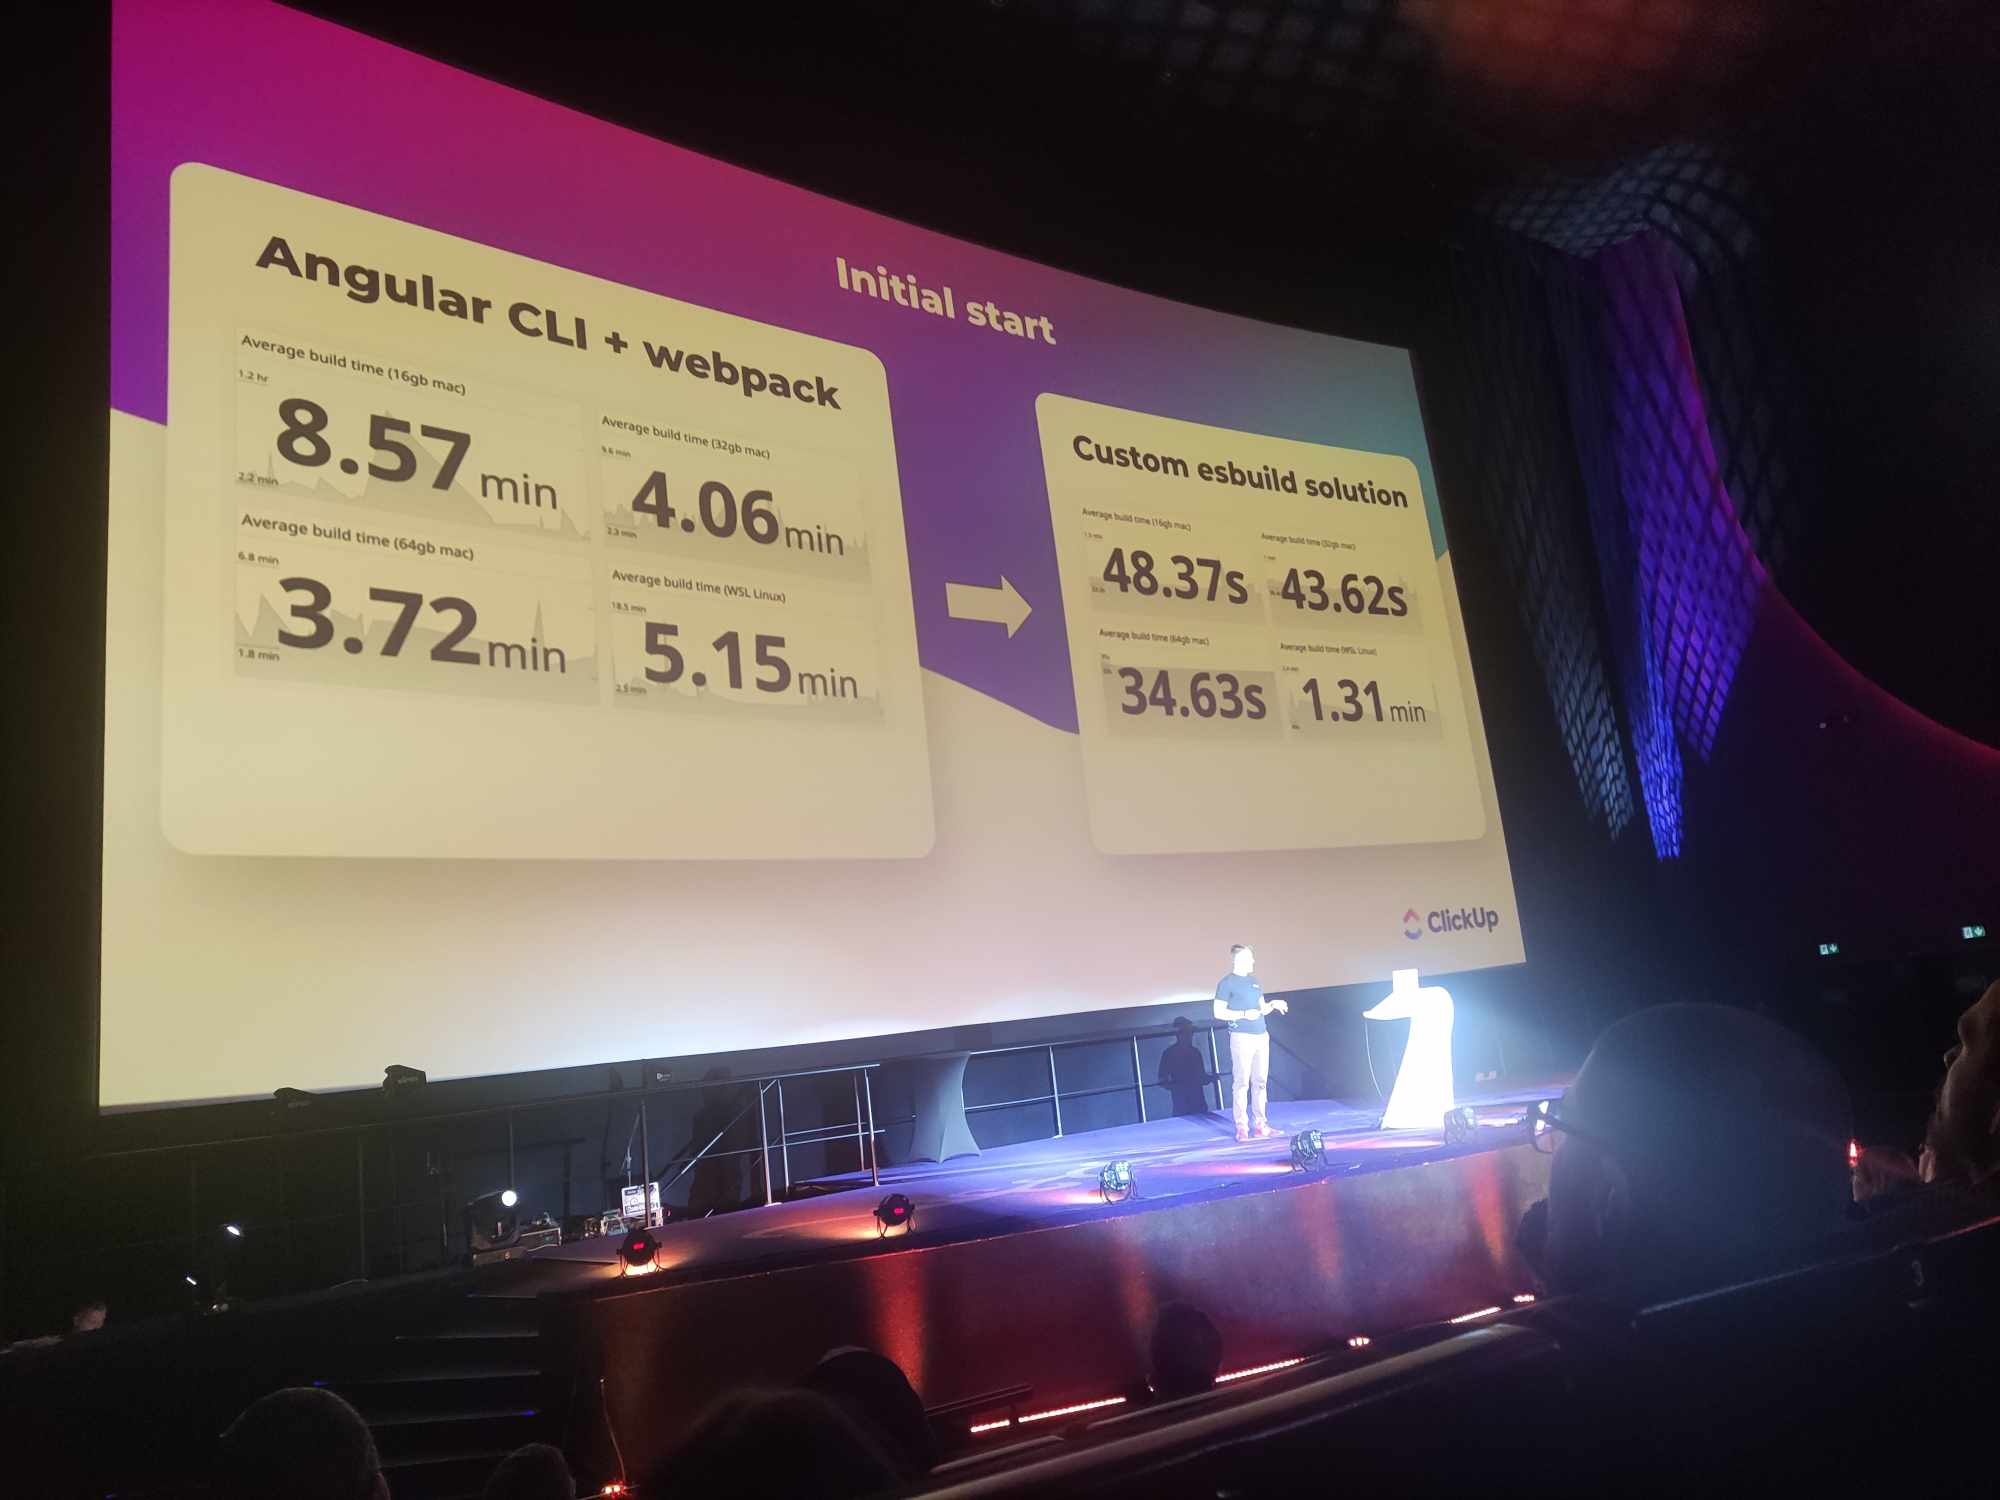 Initial start
Angular CLI + webpack
Average build time (16gb mac)
1.2 hr
8.57 min
2.2 min
Average build time (32gb mac)
9.6 min
4.06 min
2.3 min
Average build time (64gb mac)
6.8 min
3.72 min
1.8 min
Average build time (WSL Linux)
18.5 min
5.15 min
2.5 min
Custom esbuild solution
Average build time (16gb mac)
48.37s
Average build time (32gb mac)
43.62s
Average build time (64gb mac)
34.63s
Average build time (WSL Linux)
1.31 min
ClickUp
3